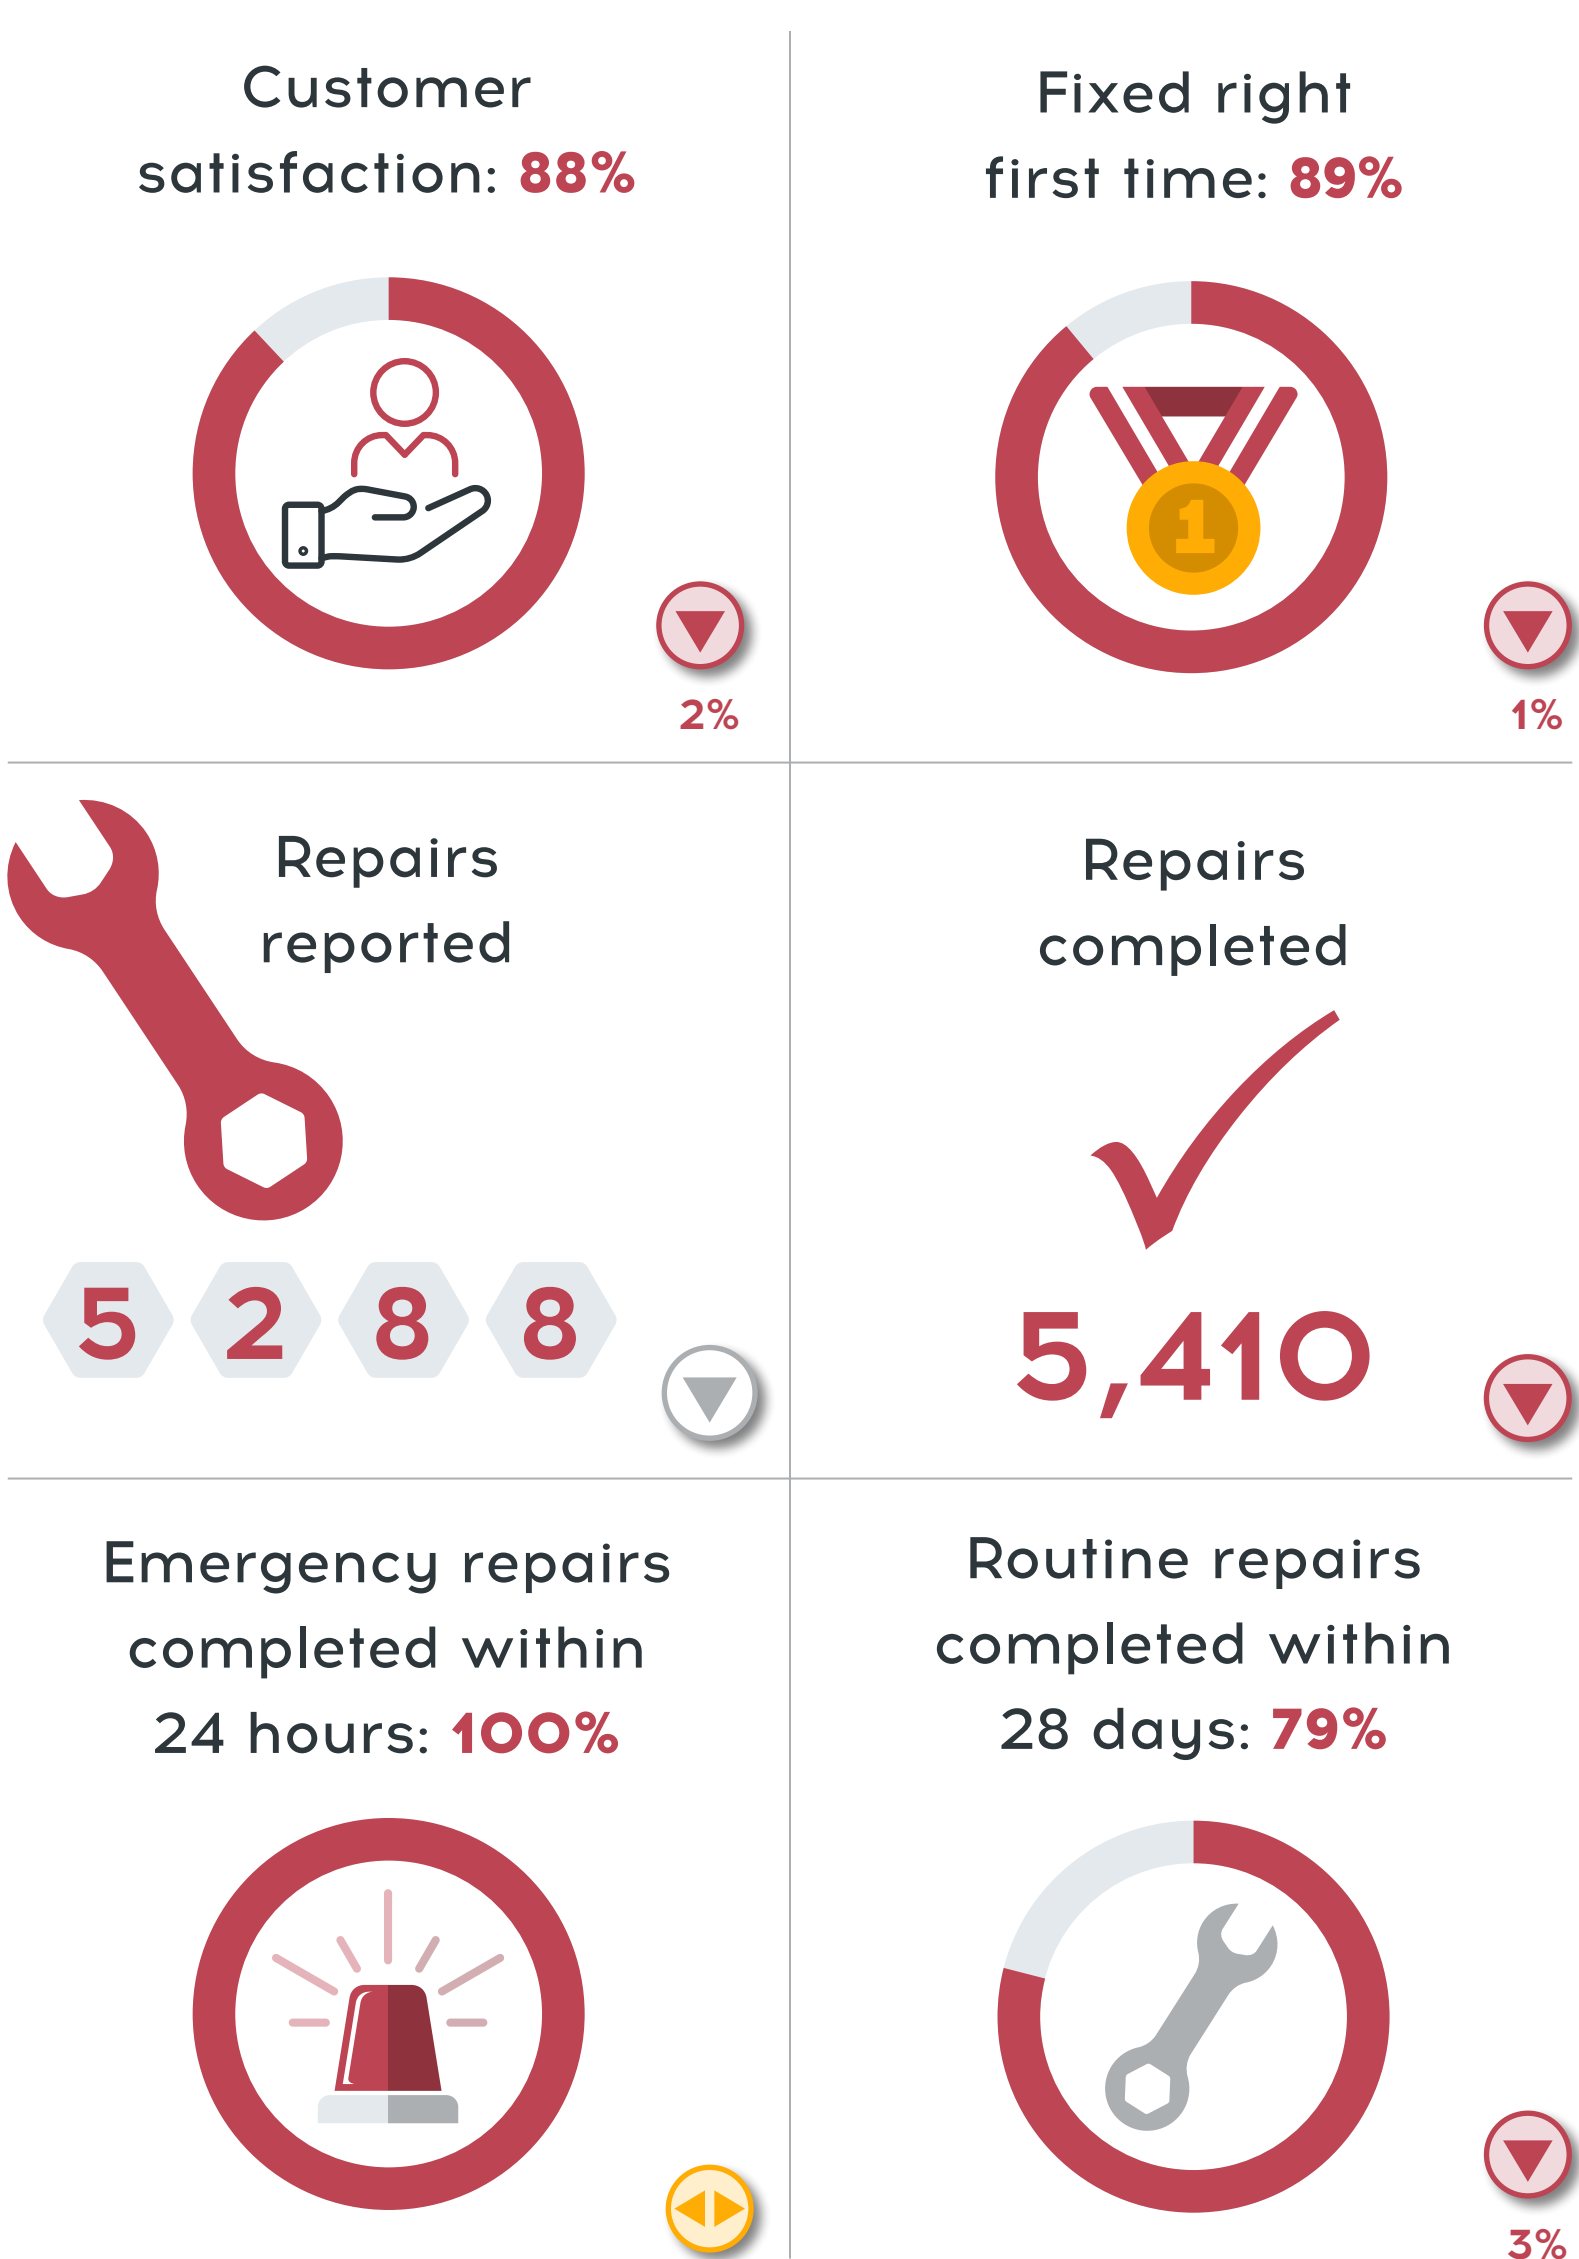 Customer
satisfaction: 88%
2%
Fixed right
first time: 89%
1
1%
Repairs
reported
5 2 8 8
Repairs
completed
5,410
Emergency repairs
completed within
24 hours: 100%
Routine repairs
completed within
28 days: 79%
3%